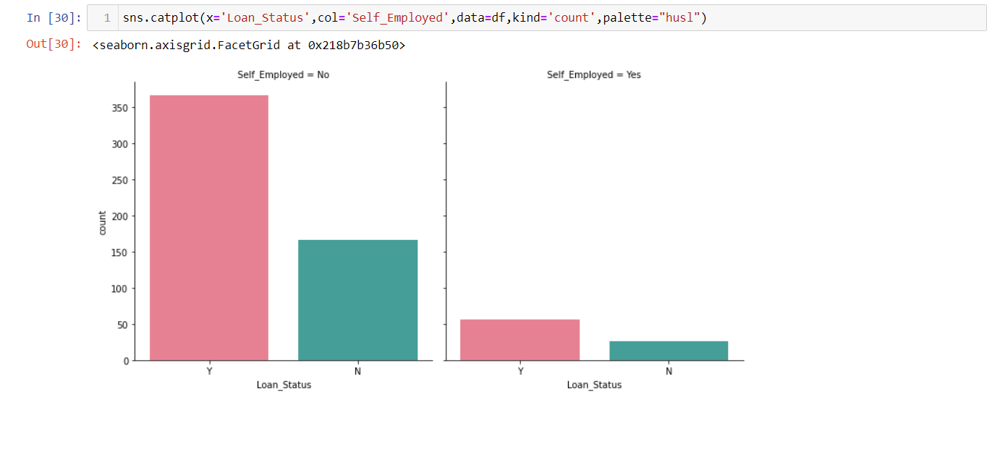 In [30]: 1 sns.catplot(x='Loan_Status',col='Self_Employed',data=df,kind='count',palette="husl")
Out[30]: <seaborn.axisgrid.FacetGrid at 0x218b7b36b50>
Self_Employed = No
Self_Employed = Yes
350
300
250
200
150
100
50
0
count
Y N
Loan_Status
Y N
Loan_Status